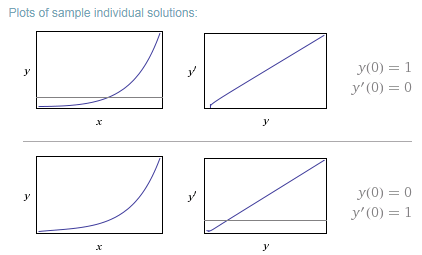 Plots of sample individual solutions:
y
x
y′
y
y(0) = 1
y′(0) = 0
y
x
y′
y
y(0) = 0
y′(0) = 1